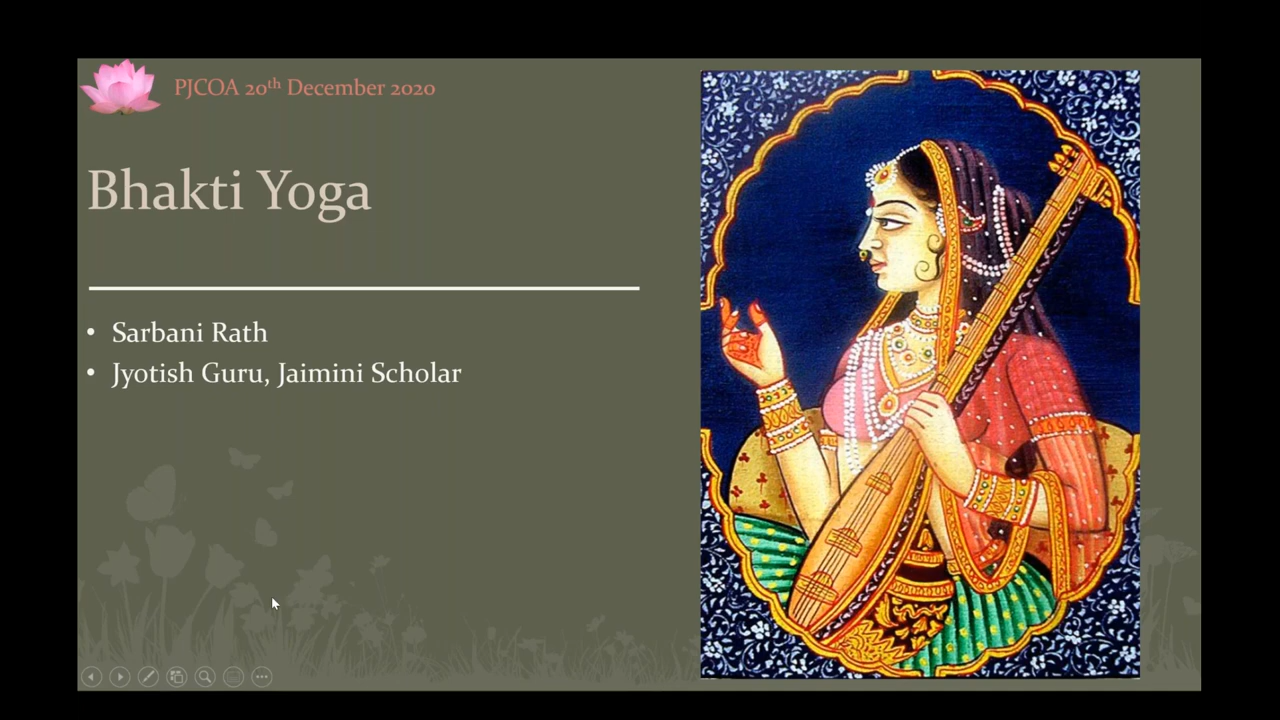 PJCOA 20th December 2020
Bhakti Yoga
• Sarbani Rath
• Jyotish Guru, Jaimini Scholar